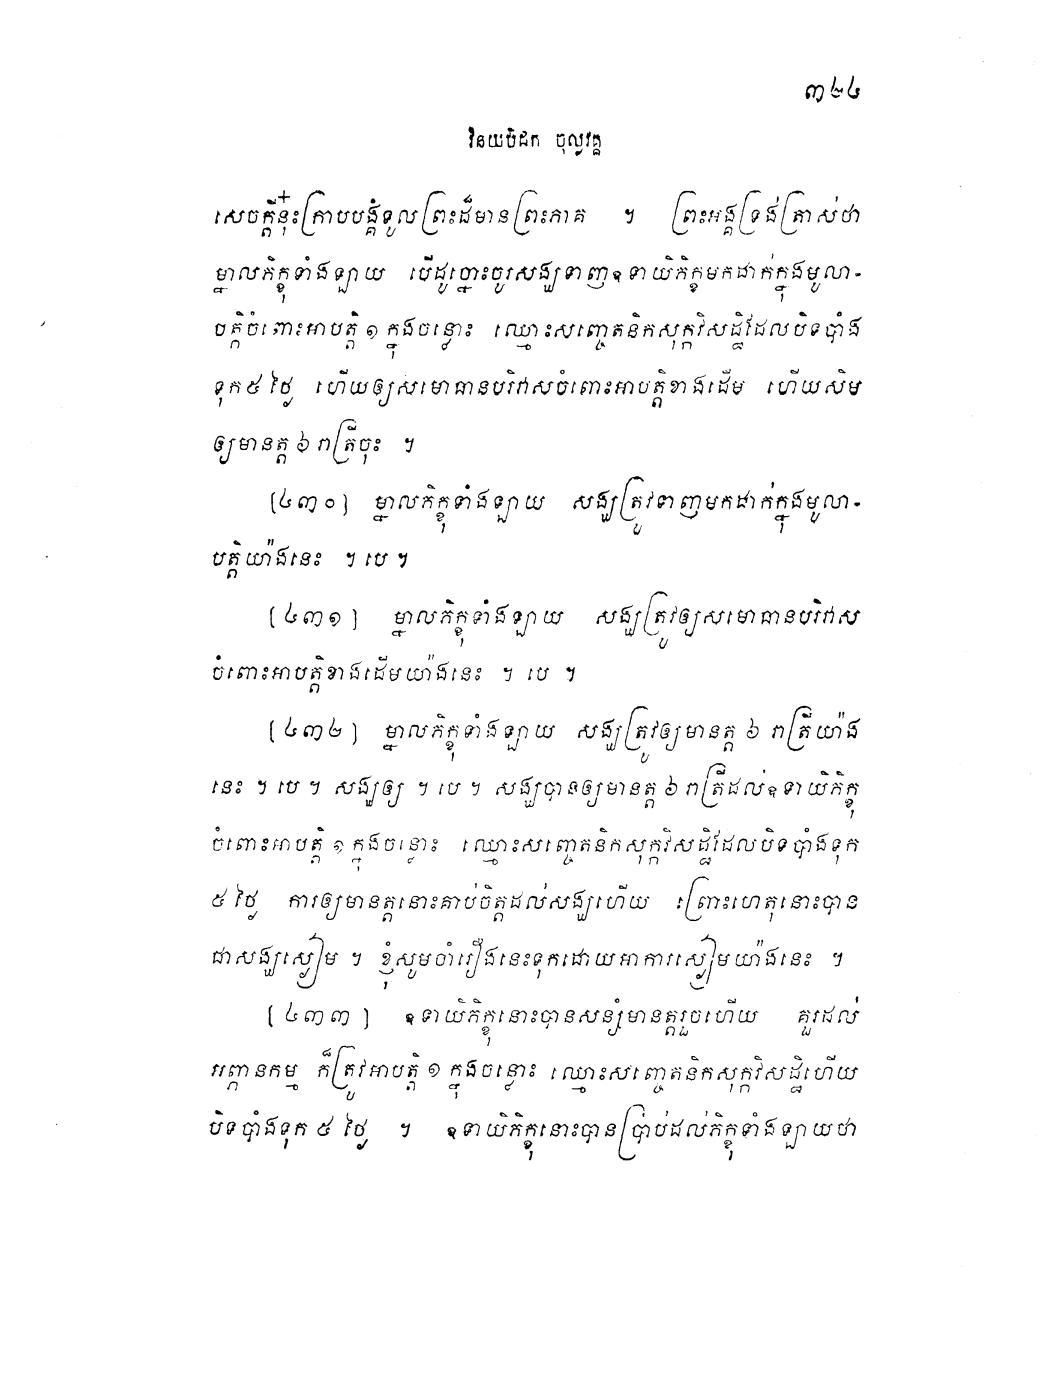 ៣២៤
វិនយបិដក ចុល្លវគ្គ
សេចក្ដីនុ៎ះក្រាបបង្គំទូលព្រះដ៏មានព្រះភាគ ។ ព្រះអង្គទ្រង់ត្រាស់ថា
ម្នាលភិក្ខុទាំងឡាយ បើដូច្នោះចូរសង្ឃទាញឧទាយិភិក្ខុមកដាក់ក្នុងមូលា-
បត្តិចំពោះអាបត្តិ ១ ក្នុងចន្លោះ ឈ្មោះសញ្ចេតនិកសុក្កវិសដ្ឋិដែលបិទបាំង
ទុក ៥ ថ្ងៃ ហើយឲ្យសមោធានបរិវាសចំពោះអាបត្តិខាងដើម ហើយសិម
ឲ្យមានត្ត ៦ រាត្រីចុះ ។
(៤៣០) ម្នាលភិក្ខុទាំងឡាយ សង្ឃត្រូវទាញមកដាក់ក្នុងមូលា-
បត្តិយ៉ាងនេះ ។ បេ ។
(៤៣១) ម្នាលភិក្ខុទាំងឡាយ សង្ឃត្រូវឲ្យសមោធានបរិវាស
ចំពោះអាបត្តិខាងដើមយ៉ាងនេះ ។ បេ ។
(៤៣២) ម្នាលភិក្ខុទាំងឡាយ សង្ឃត្រូវឲ្យមានត្ត ៦ រាត្រីយ៉ាង
នេះ ។ បេ ។ សង្ឃឲ្យ ។ បេ ។ សង្ឃបានឲ្យមានត្ត ៦ រាត្រីដល់ឧទាយិភិក្ខុ
ចំពោះអាបត្តិ ១ ក្នុងចន្លោះ ឈ្មោះសញ្ចេតនិកសុក្កវិសដ្ឋិដែលបិទបាំងទុក
៥ ថ្ងៃ ការឲ្យមានត្តនោះគាប់ចិត្តដល់សង្ឃហើយ ព្រោះហេតុនោះបាន
ជាសង្ឃស្ងៀម ។ ខ្ញុំសូមចាំរឿងនេះទុកដោយអាការស្ងៀមយ៉ាងនេះ ។
(៤៣៣) ឧទាយិភិក្ខុនោះបានសន្សំមានត្តរួចហើយ គួរដល់
អព្ភានកម្ម ក៏ត្រូវអាបត្តិ ១ ក្នុងចន្លោះ ឈ្មោះសញ្ចេតនិកសុក្កវិសដ្ឋិហើយ
បិទបាំងទុក ៥ ថ្ងៃ ។ ឧទាយិភិក្ខុនោះបានប្រាប់ដល់ភិក្ខុទាំងឡាយថា